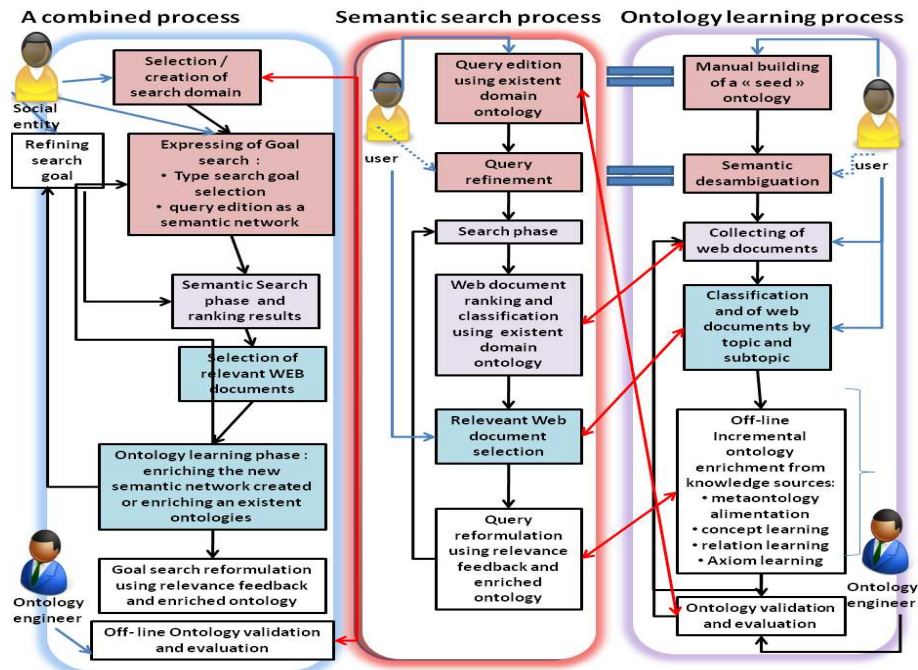 A combined process
Semantic search process
Ontology learning process
Social
entity
Selection /
creation of
search domain
Refining
search
goal
Expressing of Goal
search :
• Type search goal
selection
• query edition as a
semantic network
Semantic Search
phase and
ranking results
Selection of
relevant WEB
documents
Ontology learning phase :
enriching the new
semantic network created
or enriching an existent
ontologies
Ontology
engineer
Goal search reformulation
using relevance feedback
and enriched ontology
Off- line Ontology validation
and evaluation
user
Query edition
using existent
domain
ontology
Query
refinement
Search phase
Web document
ranking and
classification
using existent
domain
ontology
Releveant Web
document
selection
Query
reformulation
using relevance
feedback and
enriched
ontology
Manual building
of a « seed »
ontology
user
Semantic
desambiguation
Collecting of
web documents
Classification
and of web
documents by
topic and
subtopic
Off-line
Incremental
ontology
enrichment from
knowledge sources:
• metaontology
alimentation
• concept learning
• relation learning
• Axiom learning
Ontology
engineer
Ontology validation
and evaluation